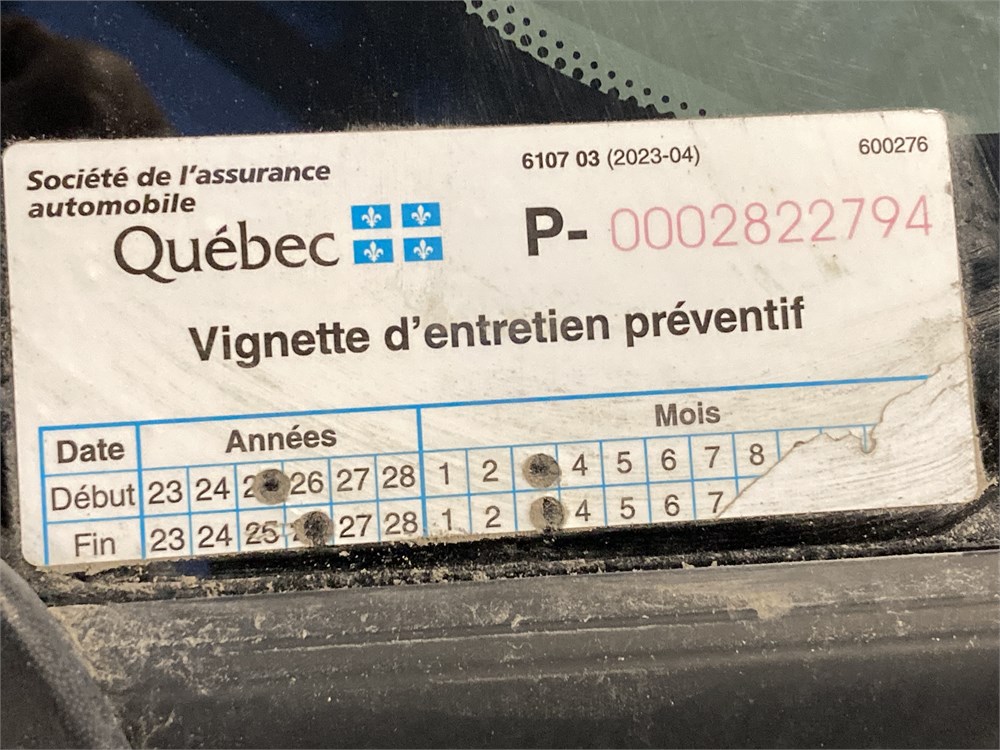 6107 03 (2023-04) 600276
Société de l'assurance
automobile
Québec
P- 0002822794
Vignette d'entretien préventif
Date Années Mois
Début 23 24 2 26 27 28 1 2 4 5 6 7 8
Fin 23 24 25 27 28 1 2 4 5 6 7